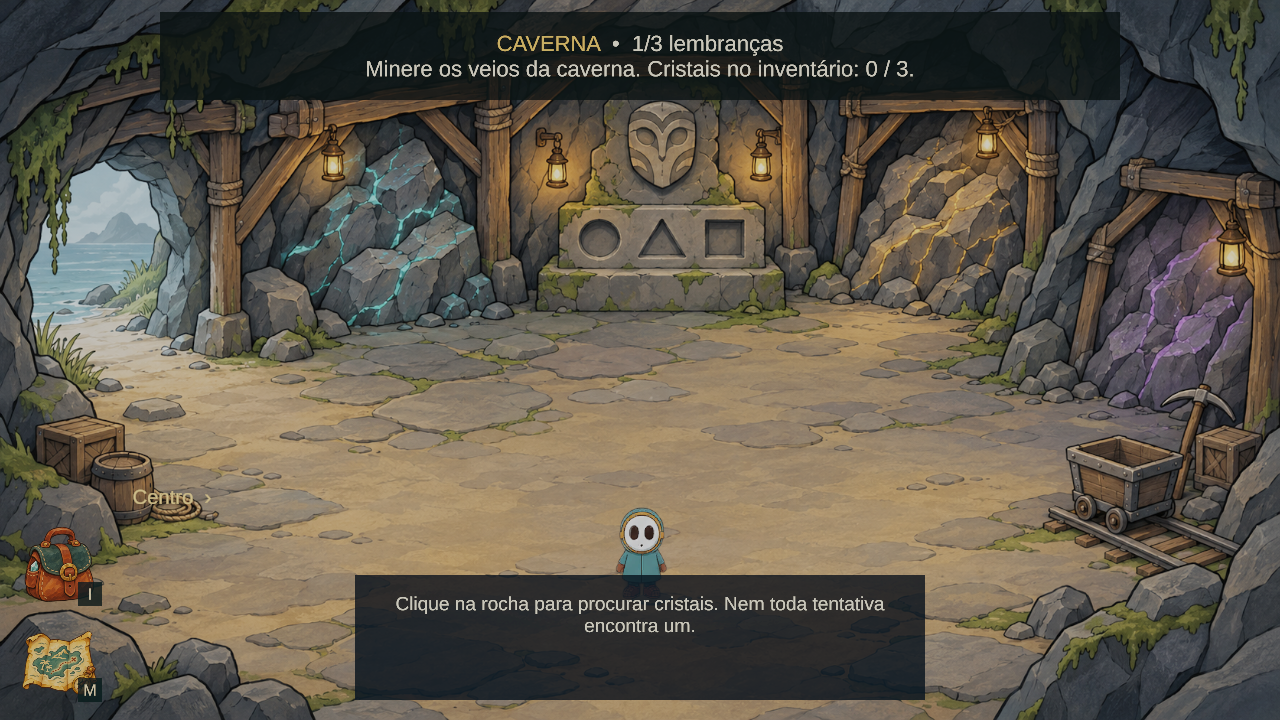 CAVERNA • 1/3 lembranças
Minere os veios da caverna. Cristais no inventário: 0 / 3.
Centro ›
I
Clique na rocha para procurar cristais. Nem toda tentativa
encontra um.
M